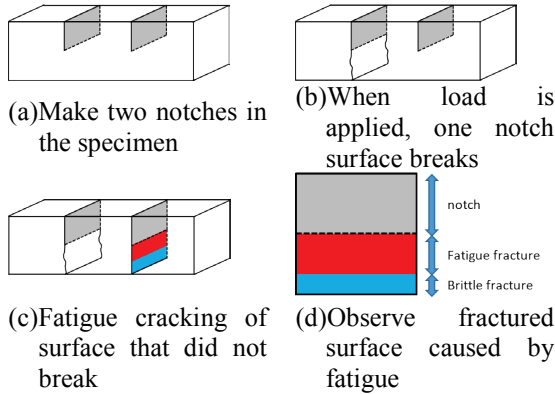 (a)Make two notches in
the specimen
(b)When load is
applied, one notch
surface breaks
(c)Fatigue cracking of
surface that did not
break
notch
Fatigue fracture
Brittle fracture
(d)Observe fractured
surface caused by
fatigue